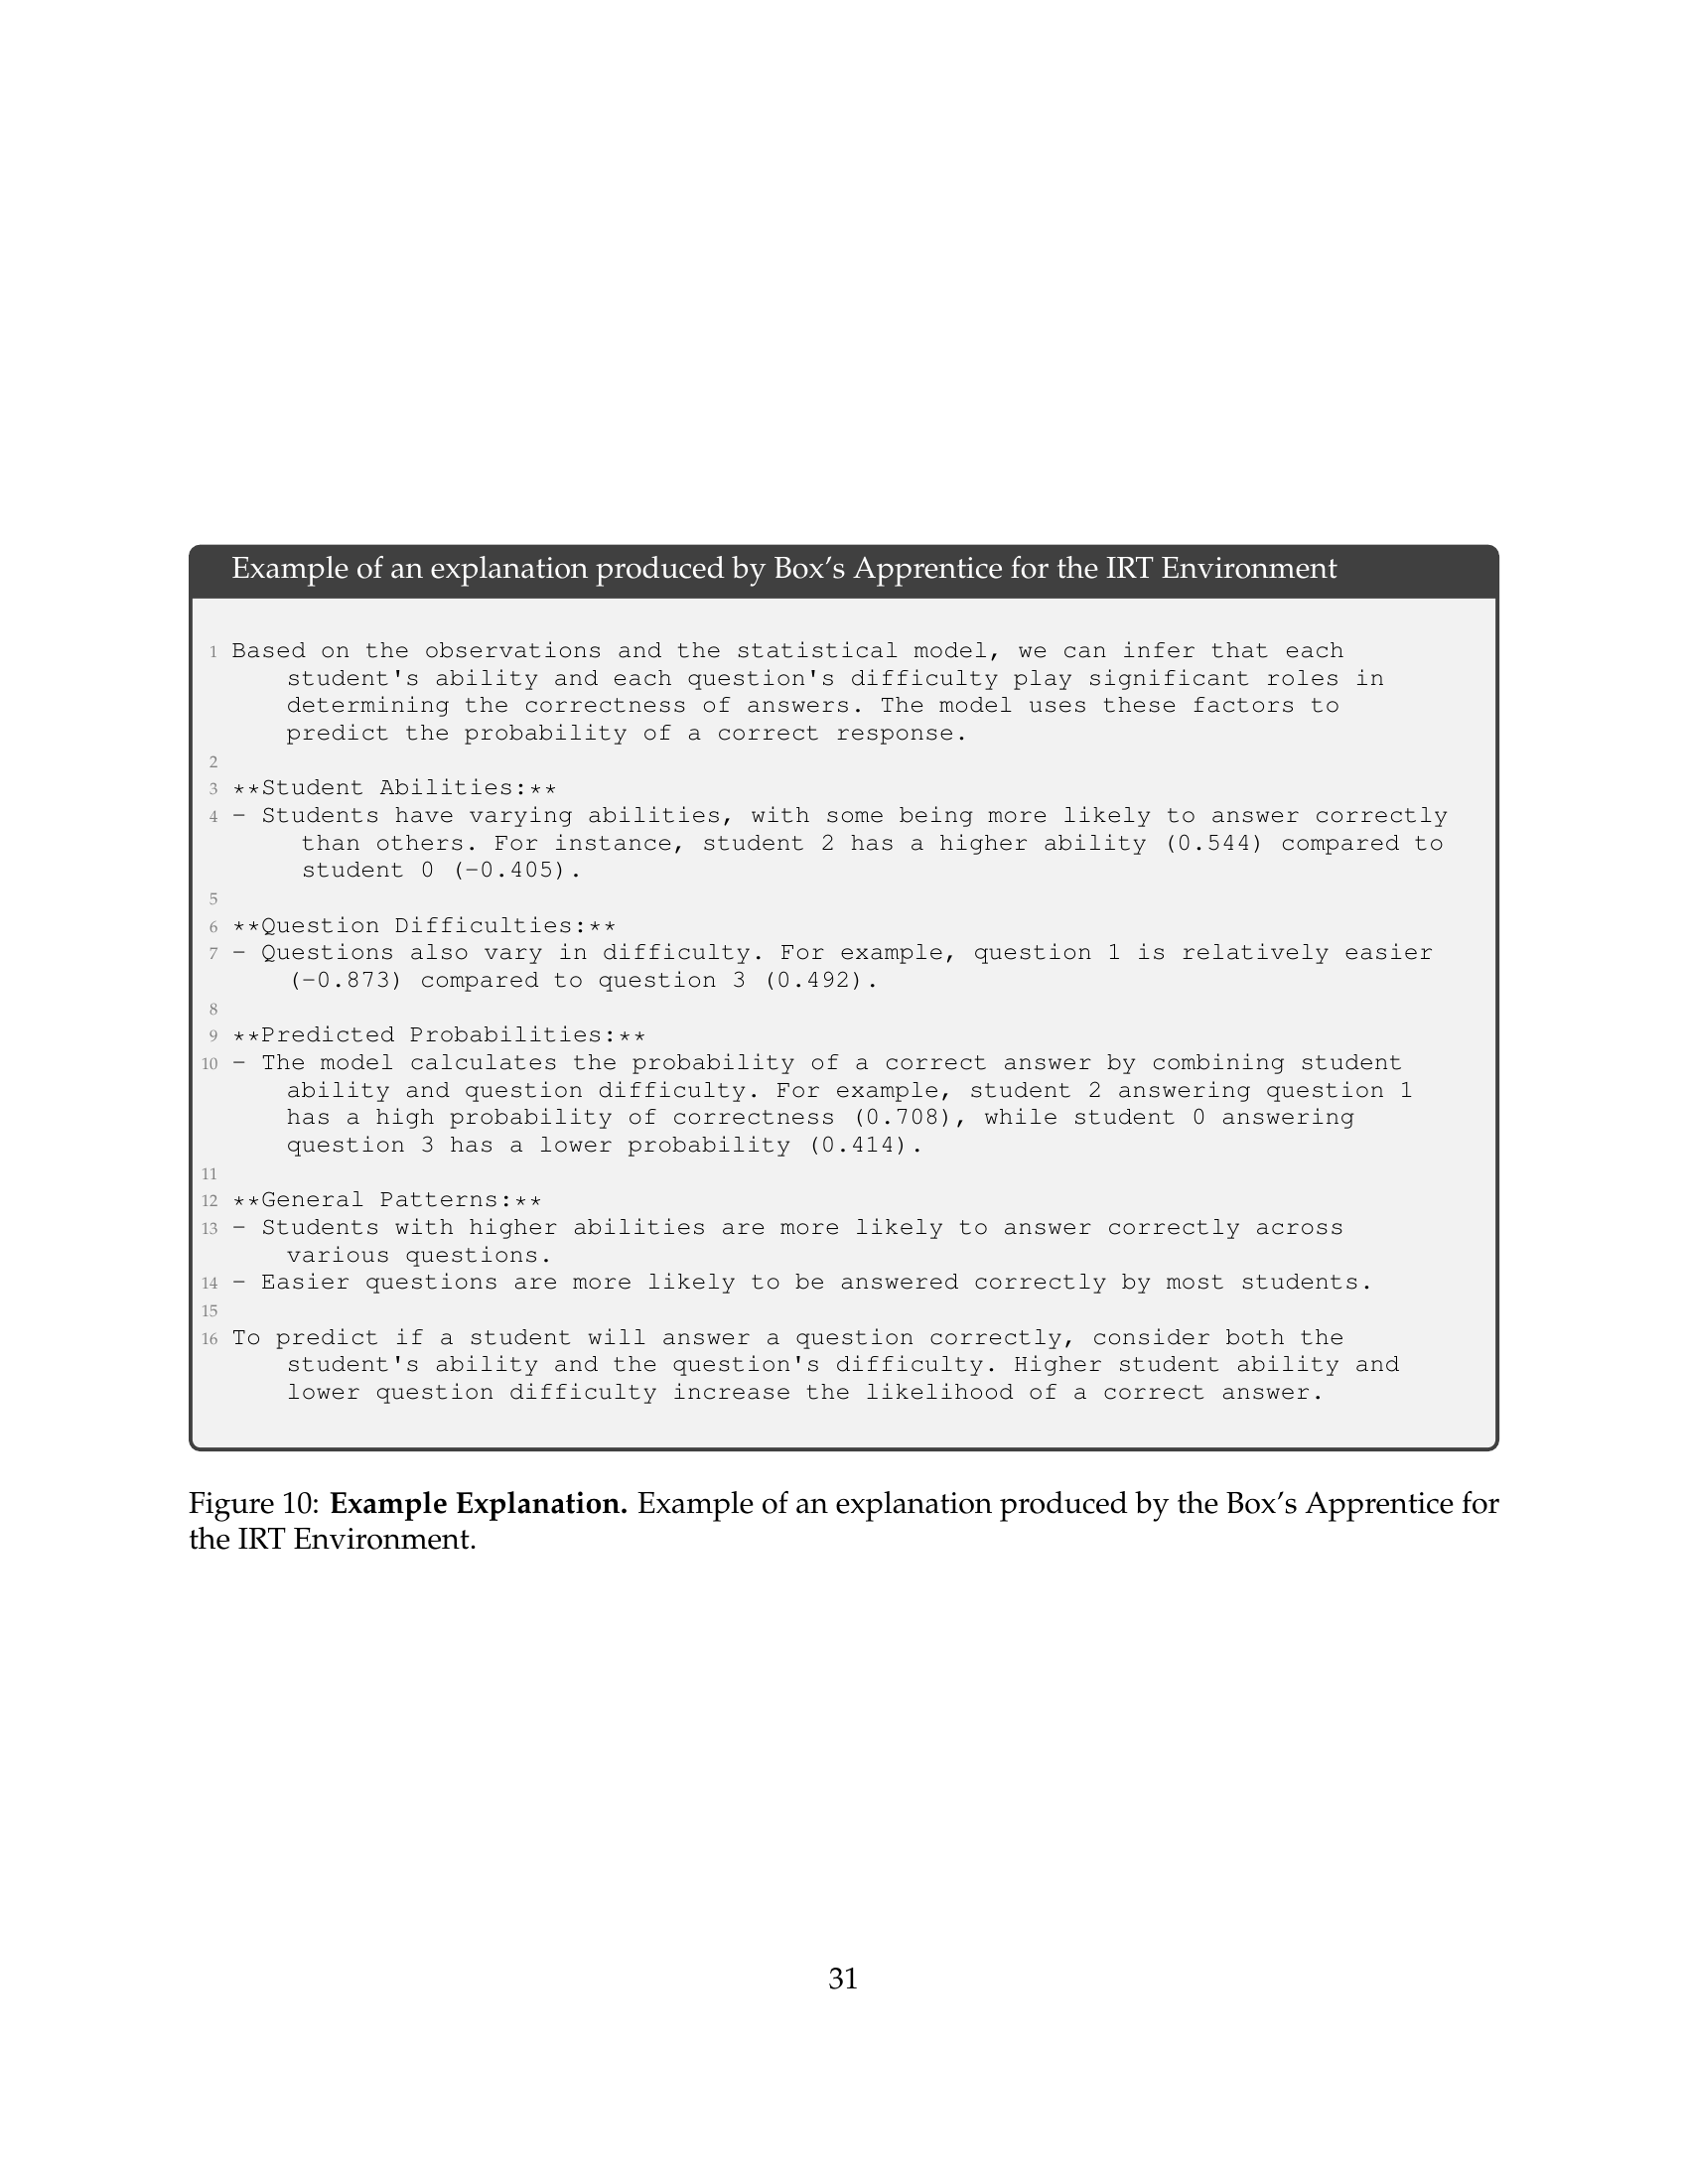 Example of an explanation produced by Box’s Apprentice for the IRT Environment
1 Based on the observations and the statistical model, we can infer that each
student's ability and each question's difficulty play significant roles in
determining the correctness of answers. The model uses these factors to
predict the probability of a correct response.
2
3 **Student Abilities:**
4 - Students have varying abilities, with some being more likely to answer correctly
than others. For instance, student 2 has a higher ability (0.544) compared to
student 0 (-0.405).
5
6 **Question Difficulties:**
7 - Questions also vary in difficulty. For example, question 1 is relatively easier
(-0.873) compared to question 3 (0.492).
8
9 **Predicted Probabilities:**
10 - The model calculates the probability of a correct answer by combining student
ability and question difficulty. For example, student 2 answering question 1
has a high probability of correctness (0.708), while student 0 answering
question 3 has a lower probability (0.414).
11
12 **General Patterns:**
13 - Students with higher abilities are more likely to answer correctly across
various questions.
14 - Easier questions are more likely to be answered correctly by most students.
15
16 To predict if a student will answer a question correctly, consider both the
student's ability and the question's difficulty. Higher student ability and
lower question difficulty increase the likelihood of a correct answer.
Figure 10: Example Explanation. Example of an explanation produced by the Box’s Apprentice for
the IRT Environment.
31